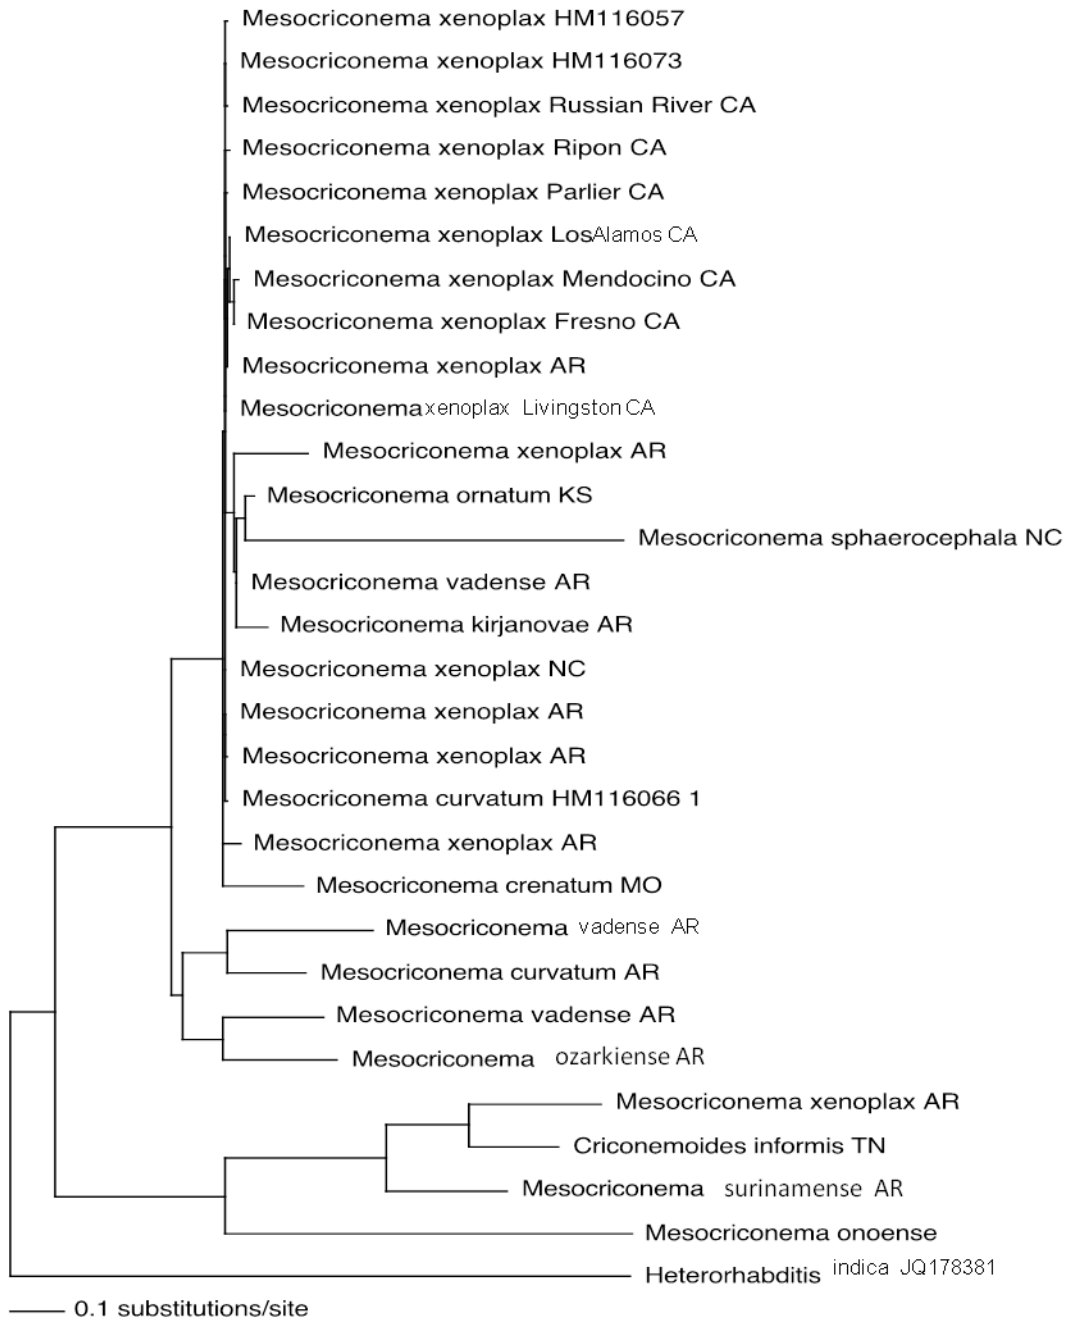 Mesocriconema xenoplax HM116057
Mesocriconema xenoplax HM116073
Mesocriconema xenoplax Russian River CA
Mesocriconema xenoplax Ripon CA
Mesocriconema xenoplax Parlier CA
Mesocriconema xenoplax LosAlamos CA
Mesocriconema xenoplax Mendocino CA
Mesocriconema xenoplax Fresno CA
Mesocriconema xenoplax AR
Mesocriconema xenoplax Livingston CA
Mesocriconema xenoplax AR
Mesocriconema ornatum KS
Mesocriconema sphaerocephala NC
Mesocriconema vadense AR
Mesocriconema kirjanovae AR
Mesocriconema xenoplax NC
Mesocriconema xenoplax AR
Mesocriconema xenoplax AR
Mesocriconema curvatum HM116066 1
Mesocriconema xenoplax AR
Mesocriconema crenatum MO
Mesocriconema vadense AR
Mesocriconema curvatum AR
Mesocriconema vadense AR
Mesocriconema ozarkiense AR
Mesocriconema xenoplax AR
Criconemoides informis TN
Mesocriconema surinamense AR
Mesocriconema onoense
Heterorhabditis indica JQ178381
0.1 substitutions/site